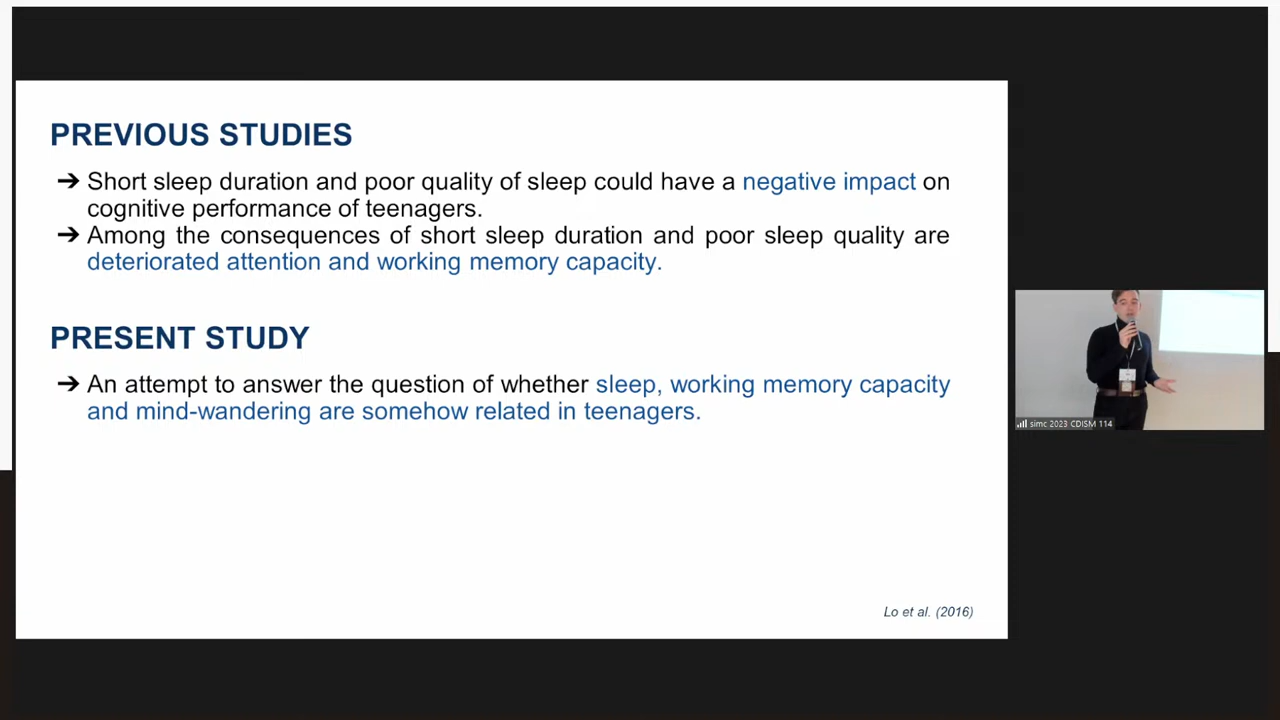 PREVIOUS STUDIES
➔ Short sleep duration and poor quality of sleep could have a negative impact on
cognitive performance of teenagers.
➔ Among the consequences of short sleep duration and poor sleep quality are
deteriorated attention and working memory capacity.
PRESENT STUDY
➔ An attempt to answer the question of whether sleep, working memory capacity
and mind-wandering are somehow related in teenagers.
Lo et al. (2016)
simc 2023 CDISM 114